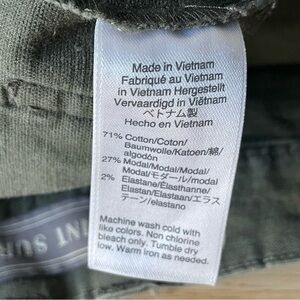 Made in Vietnam
Fabriqué au Vietnam
in Vietnam Hergestellt
Vervaardigd in Viëtnam
ベトナム製
Hecho en Vietnam
71% Cotton/Coton/
Baumwolle/Katoen/綿/
algodón
27% Modal/Modal/Modal/
Modal/モダール/modal
2% Elastane/Élasthanne/
Elastan/Elastaan/エラス
テーン/elastano
Machine wash cold with
like colors. Non chlorine
bleach only. Tumble dry
low. Warm iron as needed.